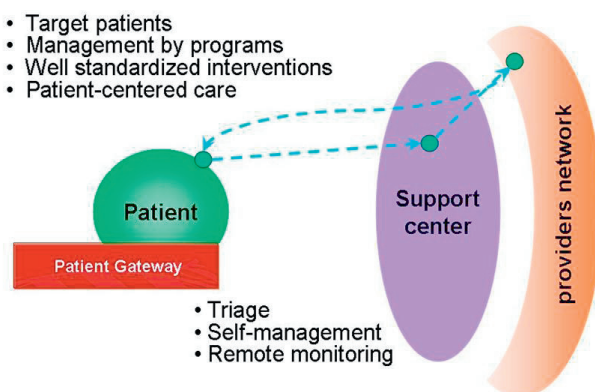 • Target patients
• Management by programs
• Well standardized interventions
• Patient-centered care
Patient
Patient Gateway
Support
center
providers network
• Triage
• Self-management
• Remote monitoring